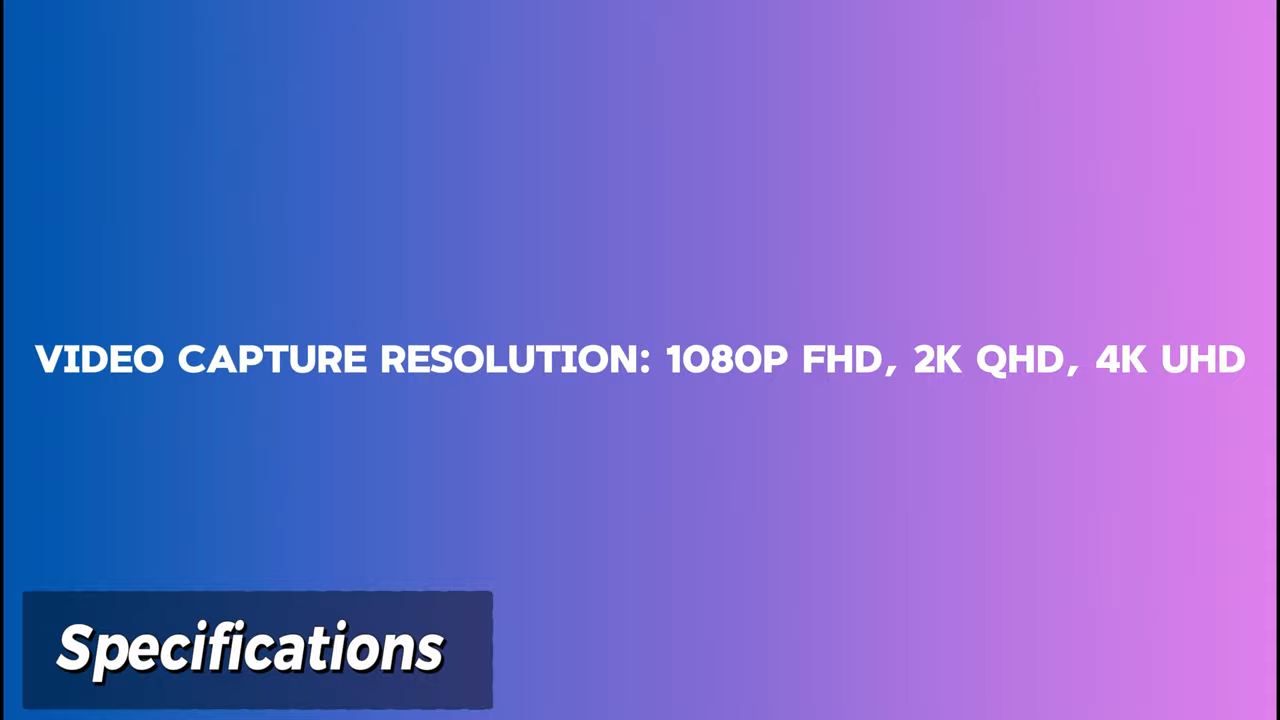 VIDEO CAPTURE RESOLUTION: 1080P FHD, 2K QHD, 4K UHD
Specifications